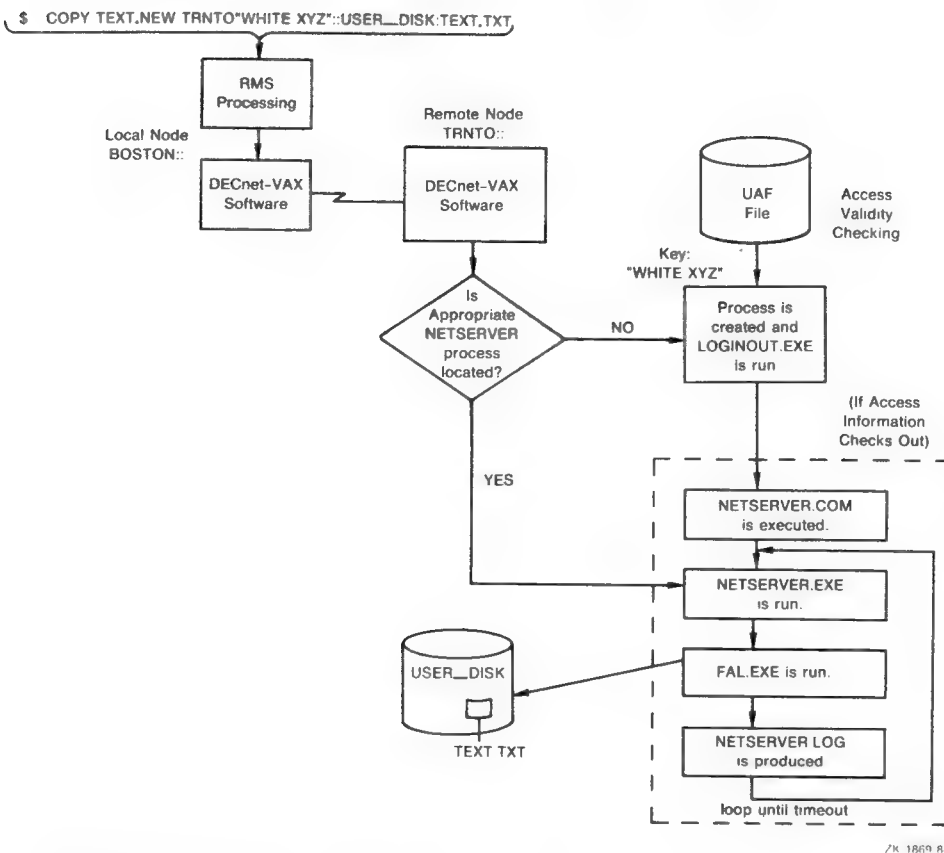 $ COPY TEXT.NEW TRNTO"WHITE XYZ"::USER__DISK:TEXT.TXT
RMS
Processing
Local Node
BOSTON::
Remote Node
TRNTO::
DECnet-VAX
Software
DECnet-VAX
Software
UAF
File
Access
Validity
Checking
Key:
"WHITE XYZ"
Is
Appropriate
NETSERVER
process
located?
NO
Process is
created and
LOGINOUT.EXE
is run
(If Access
Information
Checks Out)
YES
NETSERVER.COM
is executed.
NETSERVER.EXE
is run.
USER__DISK
FAL.EXE is run.
TEXT TXT
NETSERVER LOG
is produced
loop until timeout
ZK 1869 8